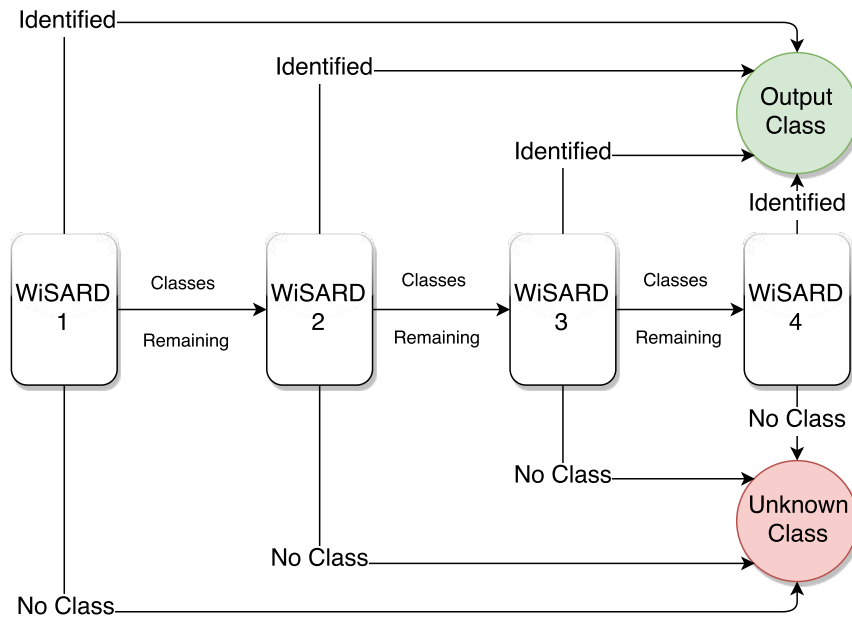 Identified
Identified
Output
Class
Identified
Identified
WiSARD
1
Classes
Remaining
WiSARD
2
Classes
Remaining
WiSARD
3
Classes
Remaining
WiSARD
4
No Class
No Class
Unknown
Class
No Class
No Class